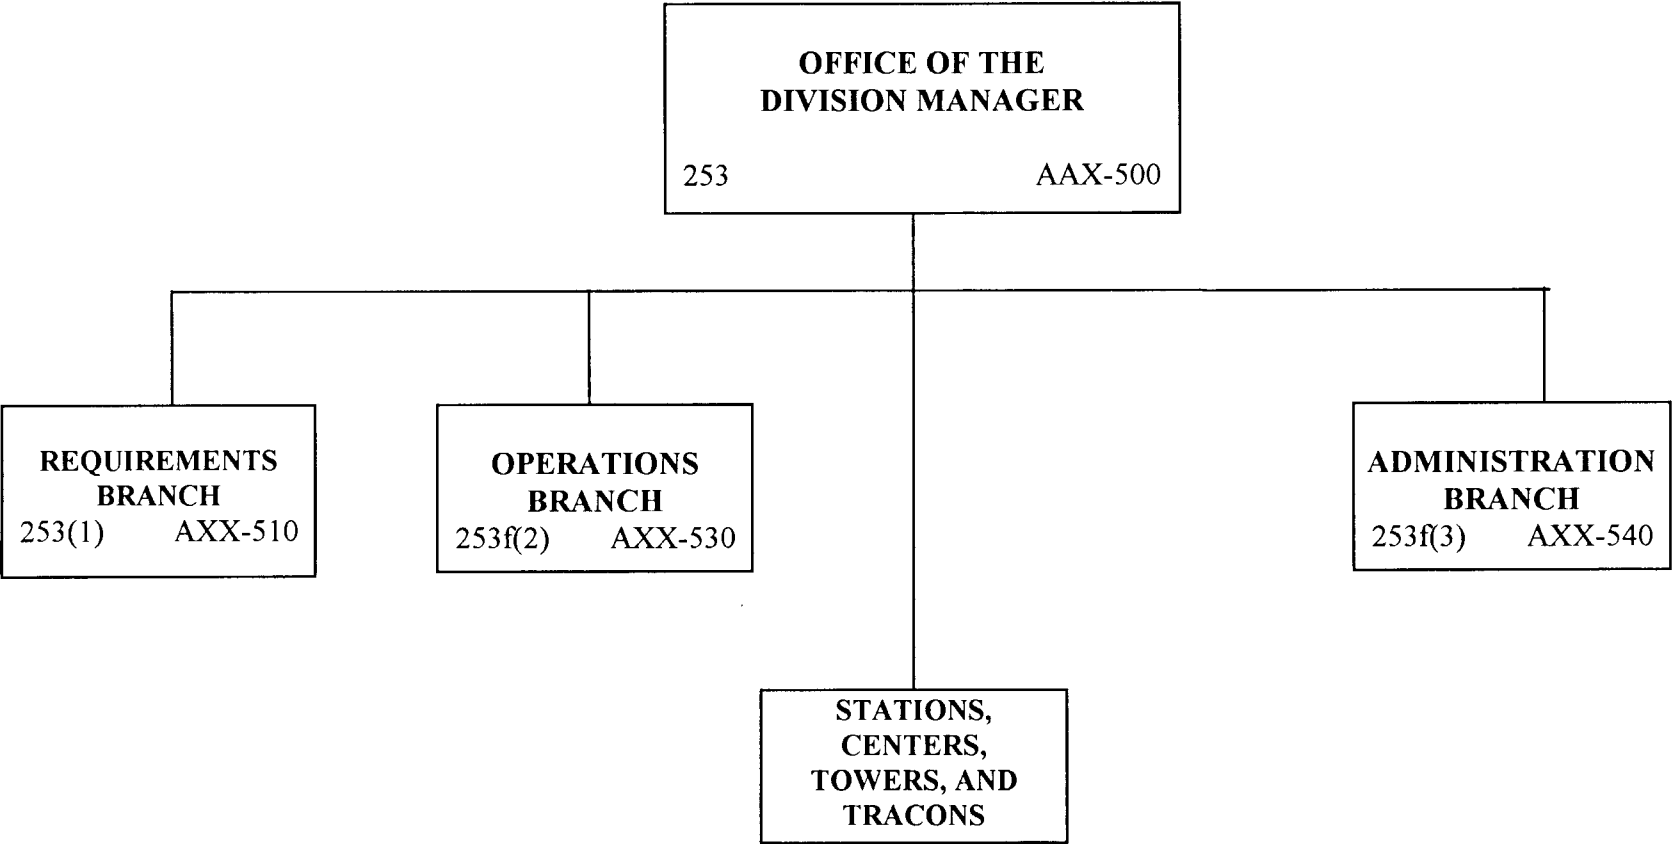 OFFICE OF THE
DIVISION MANAGER
253 AAX-500
REQUIREMENTS
BRANCH
253(1) AXX-510
OPERATIONS
BRANCH
253f(2) AXX-530
ADMINISTRATION
BRANCH
253f(3) AXX-540
STATIONS,
CENTERS,
TOWERS, AND
TRACONS